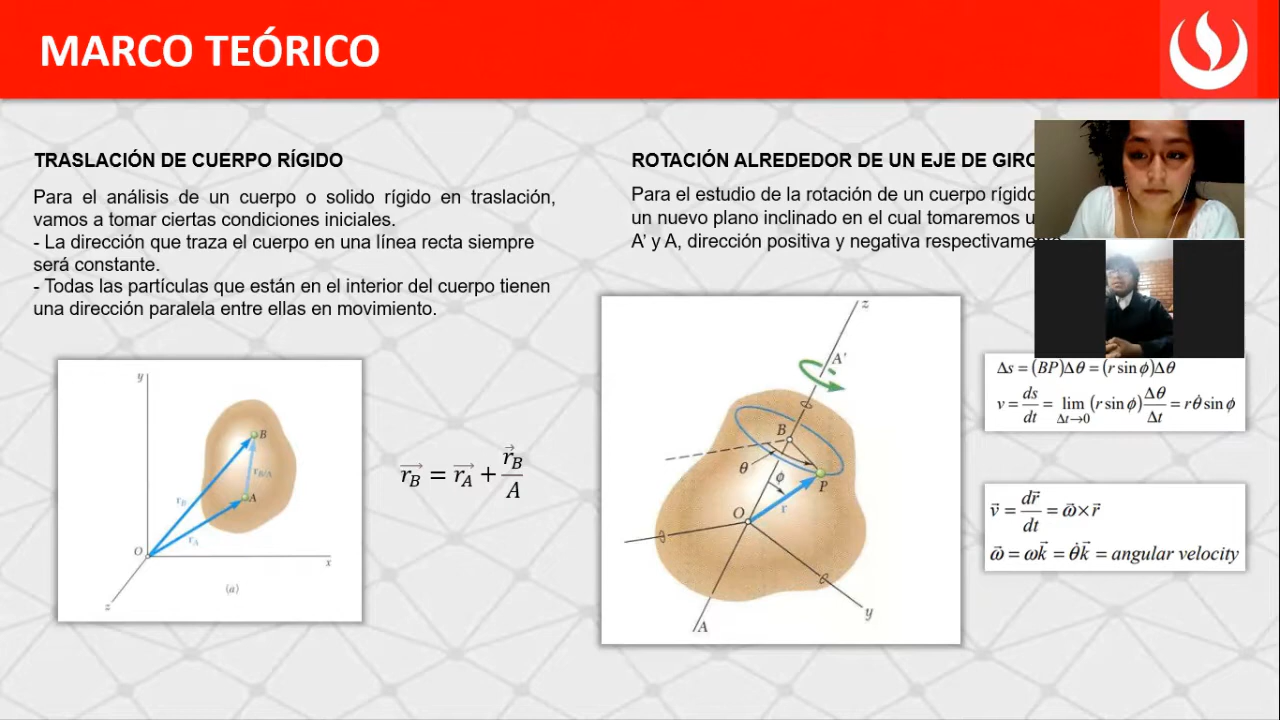 MARCO TEÓRICO
TRASLACIÓN DE CUERPO RÍGIDO
Para el análisis de un cuerpo o solido rígido en traslación,
vamos a tomar ciertas condiciones iniciales.
- La dirección que traza el cuerpo en una línea recta siempre
será constante.
- Todas las partículas que están en el interior del cuerpo tienen
una dirección paralela entre ellas en movimiento.
y
B
r_B/A
r_B
A
r_A
O
x
(a)
z
\vec{r_B} = \vec{r_A} + \frac{\vec{r}_B}{A}
ROTACIÓN ALREDEDOR DE UN EJE DE GIRO
Para el estudio de la rotación de un cuerpo rígido
un nuevo plano inclinado en el cual tomaremos
A' y A, dirección positiva y negativa
z
A'
B
θ
ϕ
P
r
O
y
A
Δs = (BP)Δθ = (r sin ϕ)Δθ
v = ds/dt = lim Δt→0 (r sin ϕ) Δθ/Δt = rθ̇ sin ϕ
v⃗ = dr⃗/dt = ω⃗ × r⃗
ω⃗ = ωk⃗ = θ̇k⃗ = angular velocity